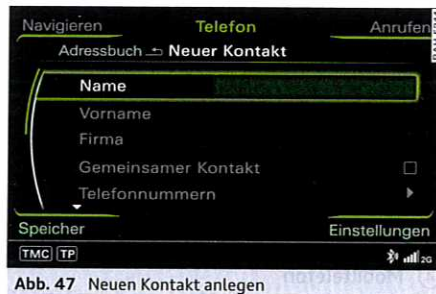 Navigieren Telefon Anrufen
Adressbuch Neuer Kontakt
Name
Vorname
Firma
Gemeinsamer Kontakt
Telefonnummern
Speicher Einstellungen
TMC TP 2G
Abb. 47 Neuen Kontakt anlegen